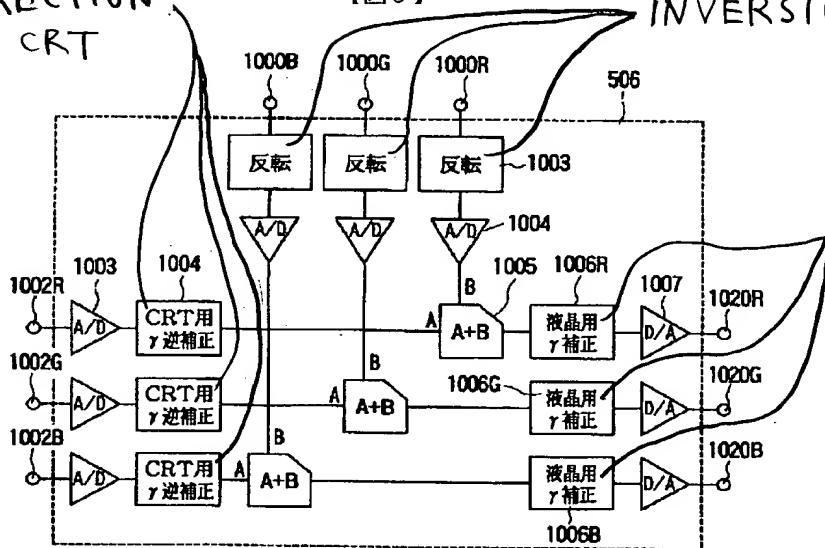 CRT
INVERSI
1000B
1000G
1000R
506
反転
反転
反転
1003
A/D
A/D
A/D
1004
1003
1004
1005
1006R
1007
1002R
A/D
CRT用
γ逆補正
A
B
A+B
液晶用
γ補正
D/A
1020R
1002G
A/D
CRT用
γ逆補正
A
B
A+B
1006G
液晶用
γ補正
D/A
1020G
1002B
A/D
CRT用
γ逆補正
A
B
A+B
液晶用
γ補正
D/A
1020B
1006B